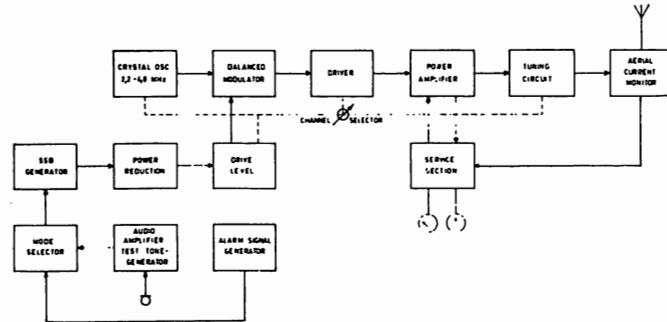 CRYSTAL OSC
2,2-4,8 MHz
BALANCED
MODULATOR
DRIVER
POWER
AMPLIFIER
TUNING
CIRCUIT
AERIAL
CURRENT
MONITOR
CHANNEL SELECTOR
SSB
GENERATOR
POWER
REDUCTION
DRIVE
LEVEL
SERVICE
SECTION
MODE
SELECTOR
AUDIO
AMPLIFIER
TEST TONE-
GENERATOR
ALARM SIGNAL
GENERATOR